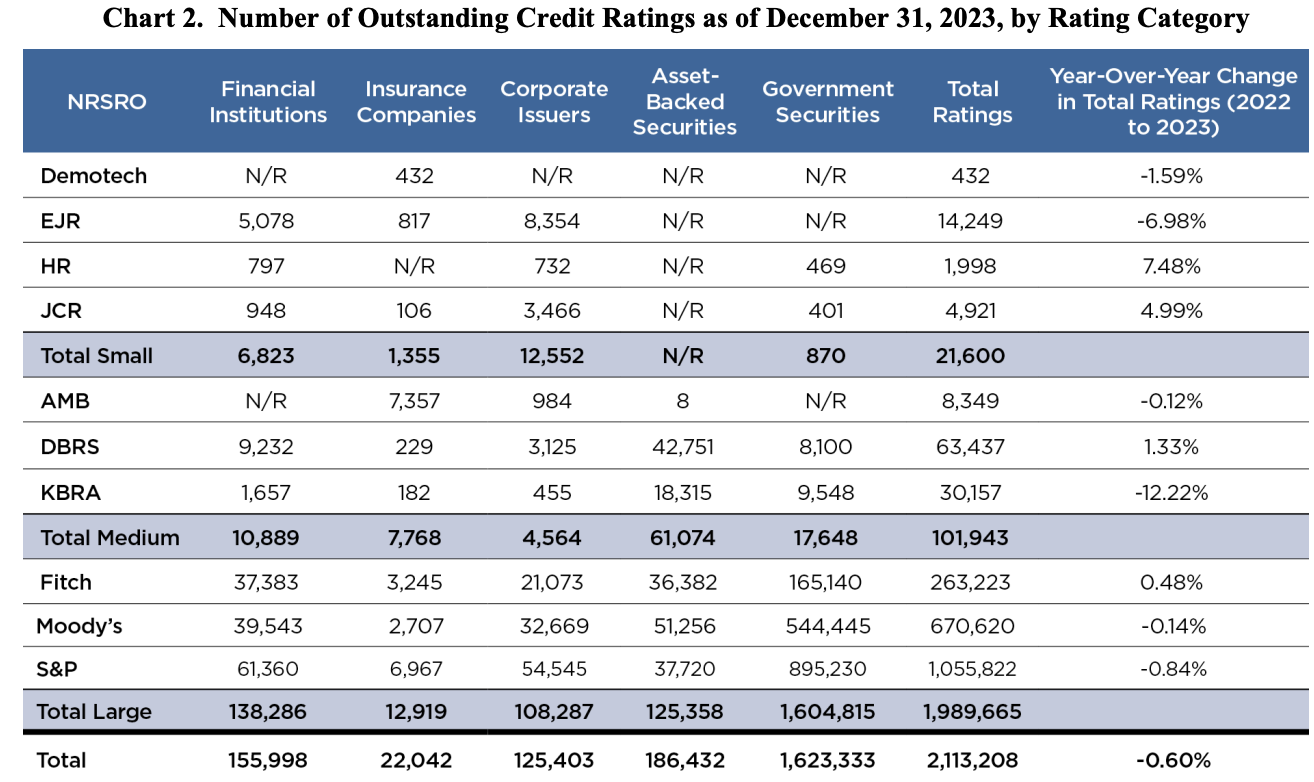 Chart 2. Number of Outstanding Credit Ratings as of December 31, 2023, by Rating Category
NRSRO Financial Institutions Insurance Companies Corporate Issuers Asset-Backed Securities Government Securities Total Ratings Year-Over-Year Change in Total Ratings (2022 to 2023)
Demotech N/R 432 N/R N/R N/R 432 -1.59%
EJR 5,078 817 8,354 N/R N/R 14,249 -6.98%
HR 797 N/R 732 N/R 469 1,998 7.48%
JCR 948 106 3,466 N/R 401 4,921 4.99%
Total Small 6,823 1,355 12,552 N/R 870 21,600
AMB N/R 7,357 984 8 N/R 8,349 -0.12%
DBRS 9,232 229 3,125 42,751 8,100 63,437 1.33%
KBRA 1,657 182 455 18,315 9,548 30,157 -12.22%
Total Medium 10,889 7,768 4,564 61,074 17,648 101,943
Fitch 37,383 3,245 21,073 36,382 165,140 263,223 0.48%
Moody's 39,543 2,707 32,669 51,256 544,445 670,620 -0.14%
S&P 61,360 6,967 54,545 37,720 895,230 1,055,822 -0.84%
Total Large 138,286 12,919 108,287 125,358 1,604,815 1,989,665
Total 155,998 22,042 125,403 186,432 1,623,333 2,113,208 -0.60%